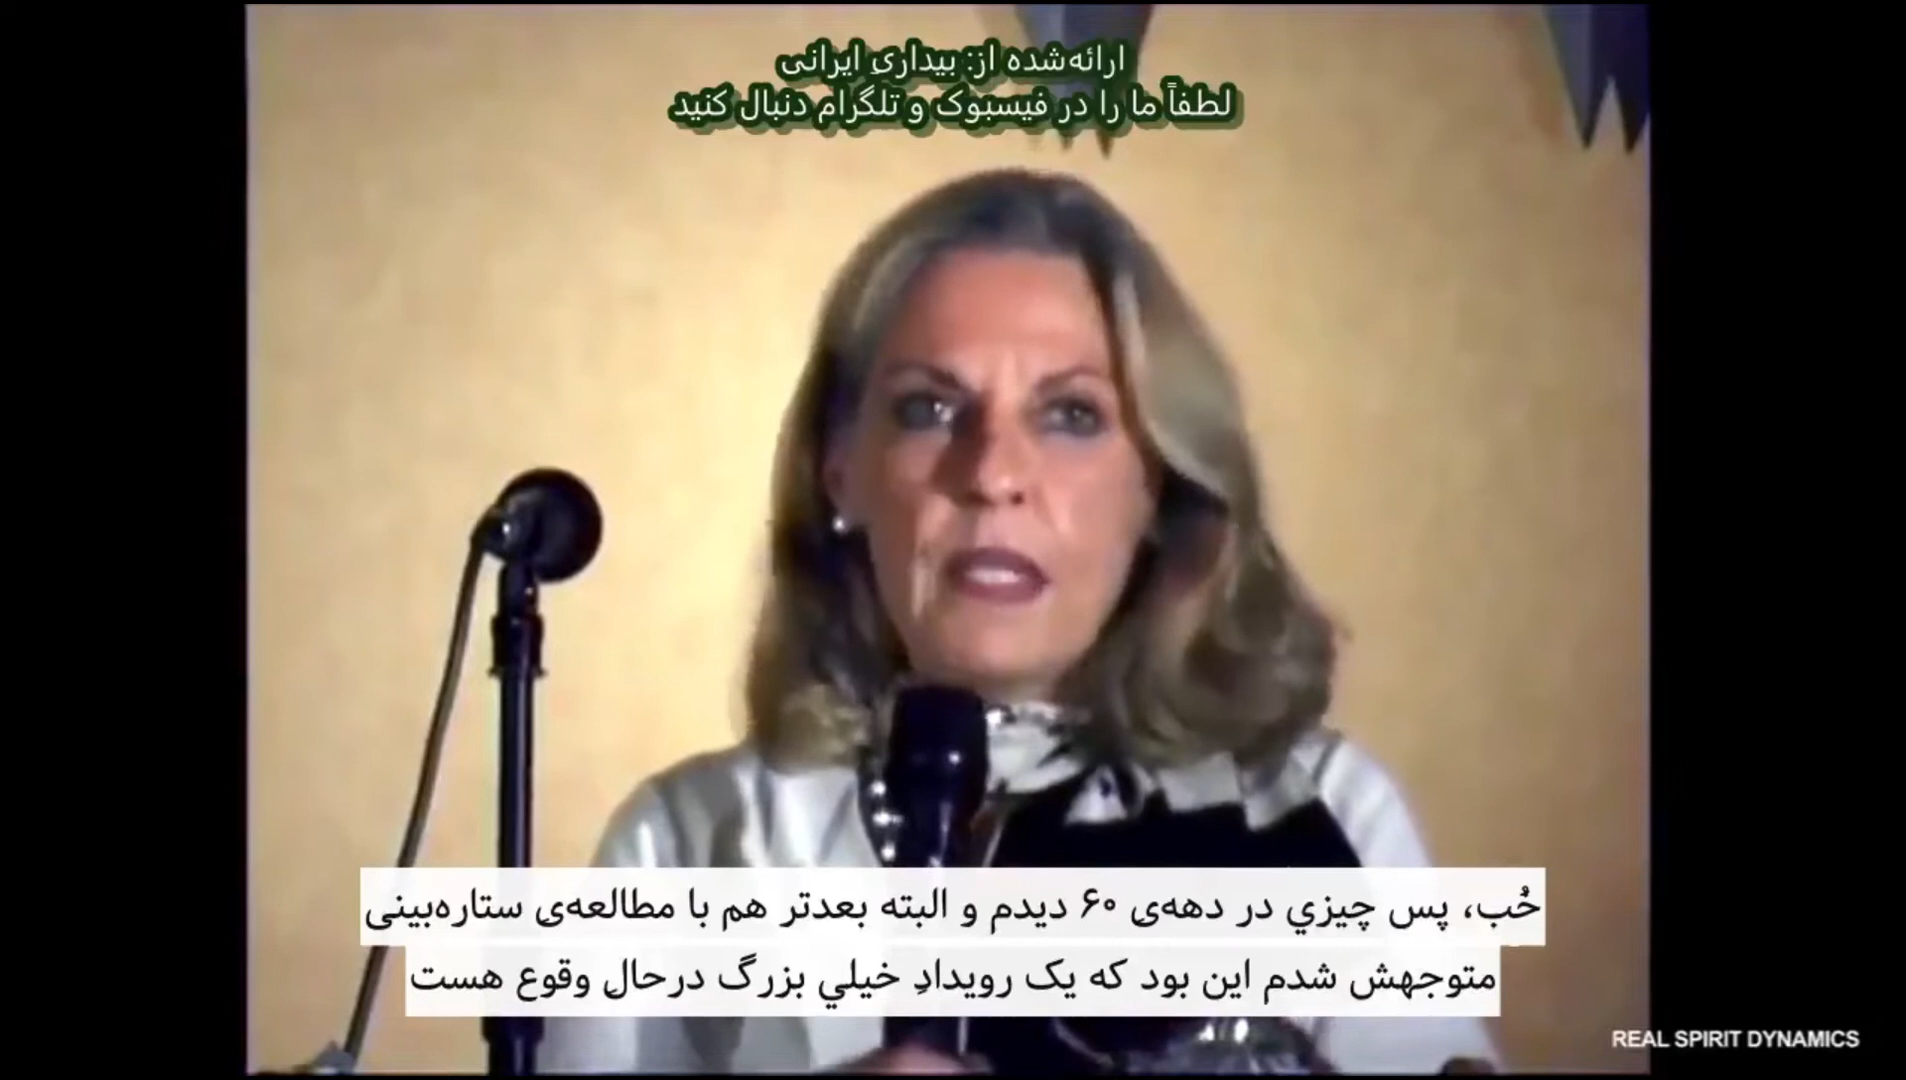 ارائه‌شده از: بیداریِ ایرانی
لطفاً ما را در فیسبوک و تلگرام دنبال کنید
خُب، پس چیزي در دهه‌یِ ۶۰ دیدم و البته بعدتر هم با مطالعه‌ی ستاره‌بینی
متوجهش شدم این بود که یک رویدادِ خیلي بزرگ درحالِ وقوع هست
REAL SPIRIT DYNAMICS